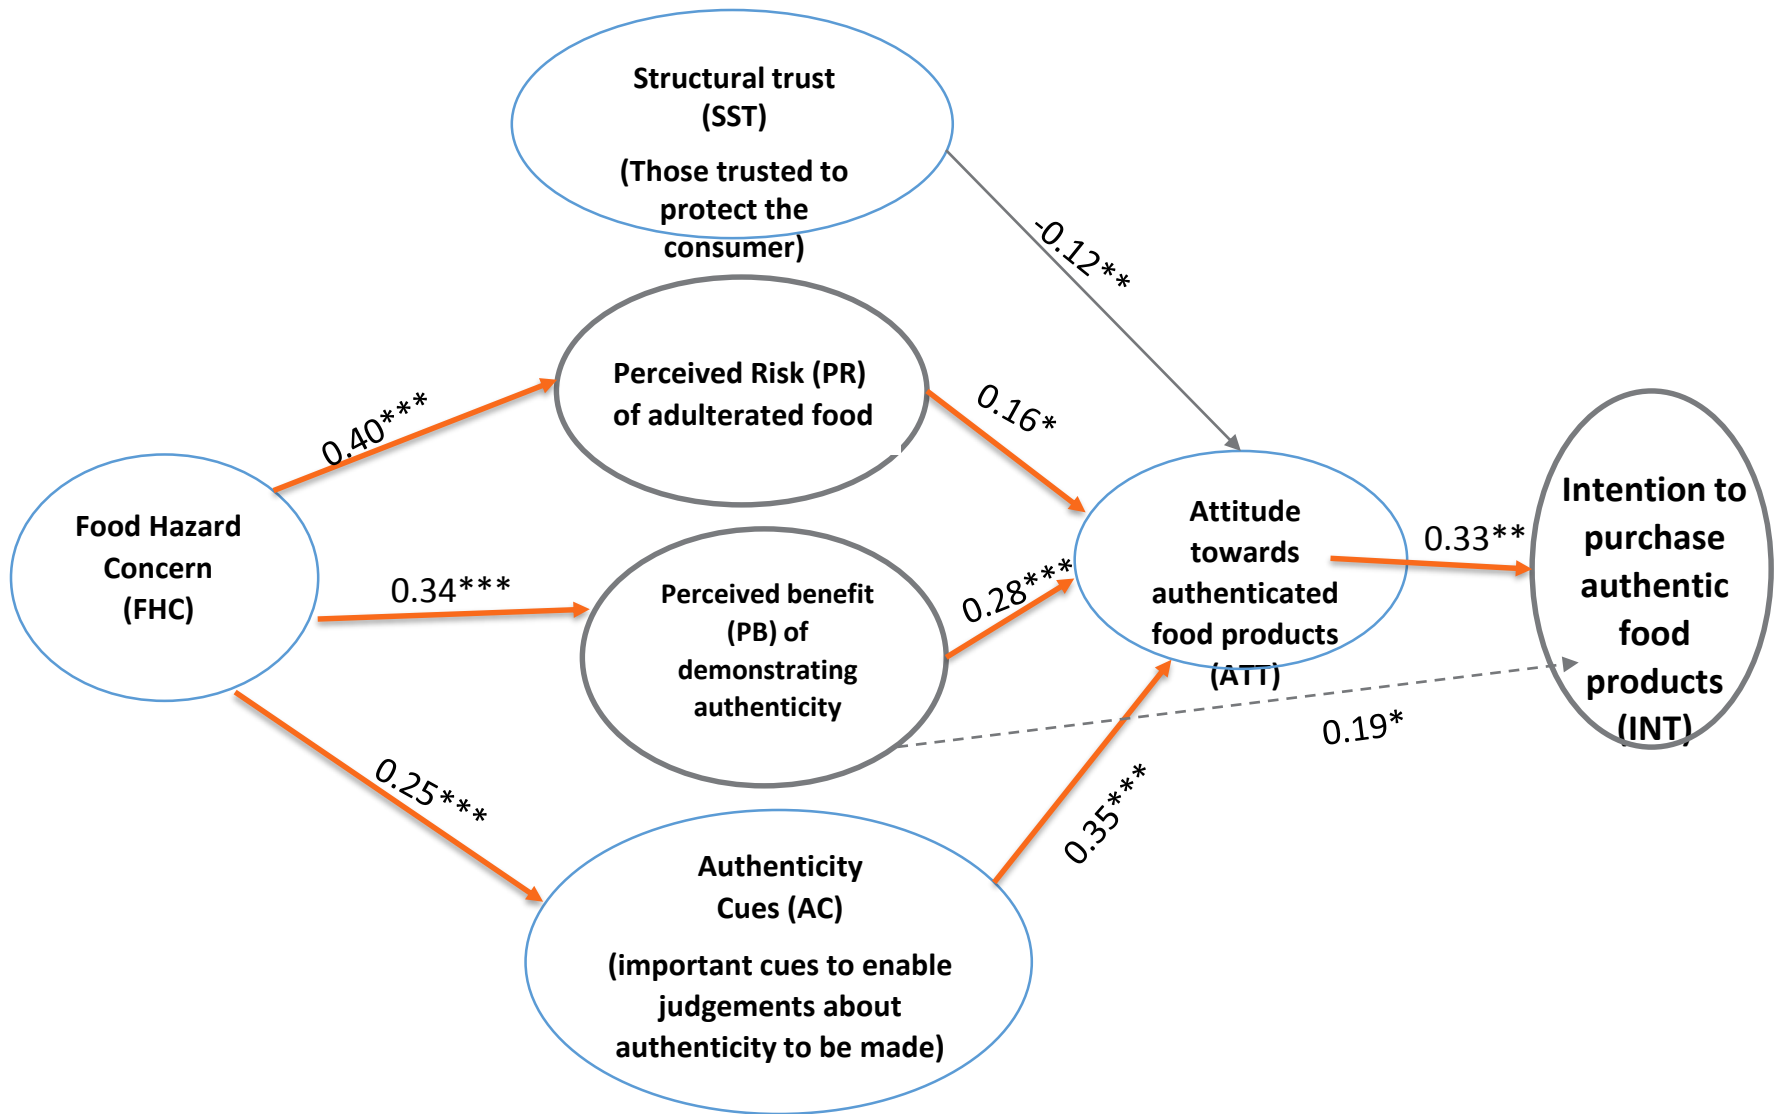 Structural trust
(SST)
(Those trusted to
protect the
consumer)
-0.12**
Perceived Risk (PR)
of adulterated food
0.40***
0.16*
Food Hazard
Concern
(FHC)
0.34***
Perceived benefit
(PB) of
demonstrating
authenticity
0.28***
Attitude
towards
authenticated
food products
(ATT)
0.33**
Intention to
purchase
authentic
food
products
(INT)
0.19*
0.25***
0.35***
Authenticity
Cues (AC)
(important cues to enable
judgements about
authenticity to be made)